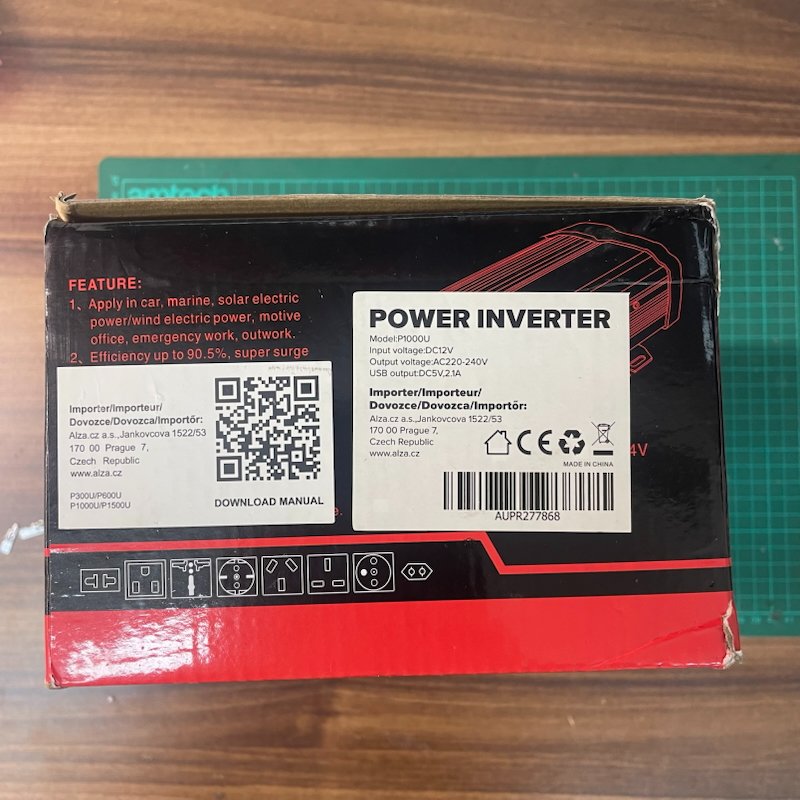 amtech
FEATURE:
1、Apply in car, marine, solar electric
power/wind electric power, motive
office, emergency work, outwork.
2、Efficiency up to 90.5%, super surge
Importer/Importeur/
Dovozce/Dovozca/Importőr:
Alza.cz a.s.,Jankovcova 1522/53
170 00 Prague 7,
Czech Republic
www.alza.cz
P300U/P600U
P1000U/P1500U
DOWNLOAD MANUAL
POWER INVERTER
Model:P1000U
Input voltage:DC12V
Output voltage:AC220-240V
USB output:DC5V,2.1A
Importer/Importeur/
Dovozce/Dovozca/Importőr:
Alza.cz a.s.,Jankovcova 1522/53
170 00 Prague 7,
Czech Republic
www.alza.cz
CE
MADE IN CHINA
AUPR277868
4V
e.